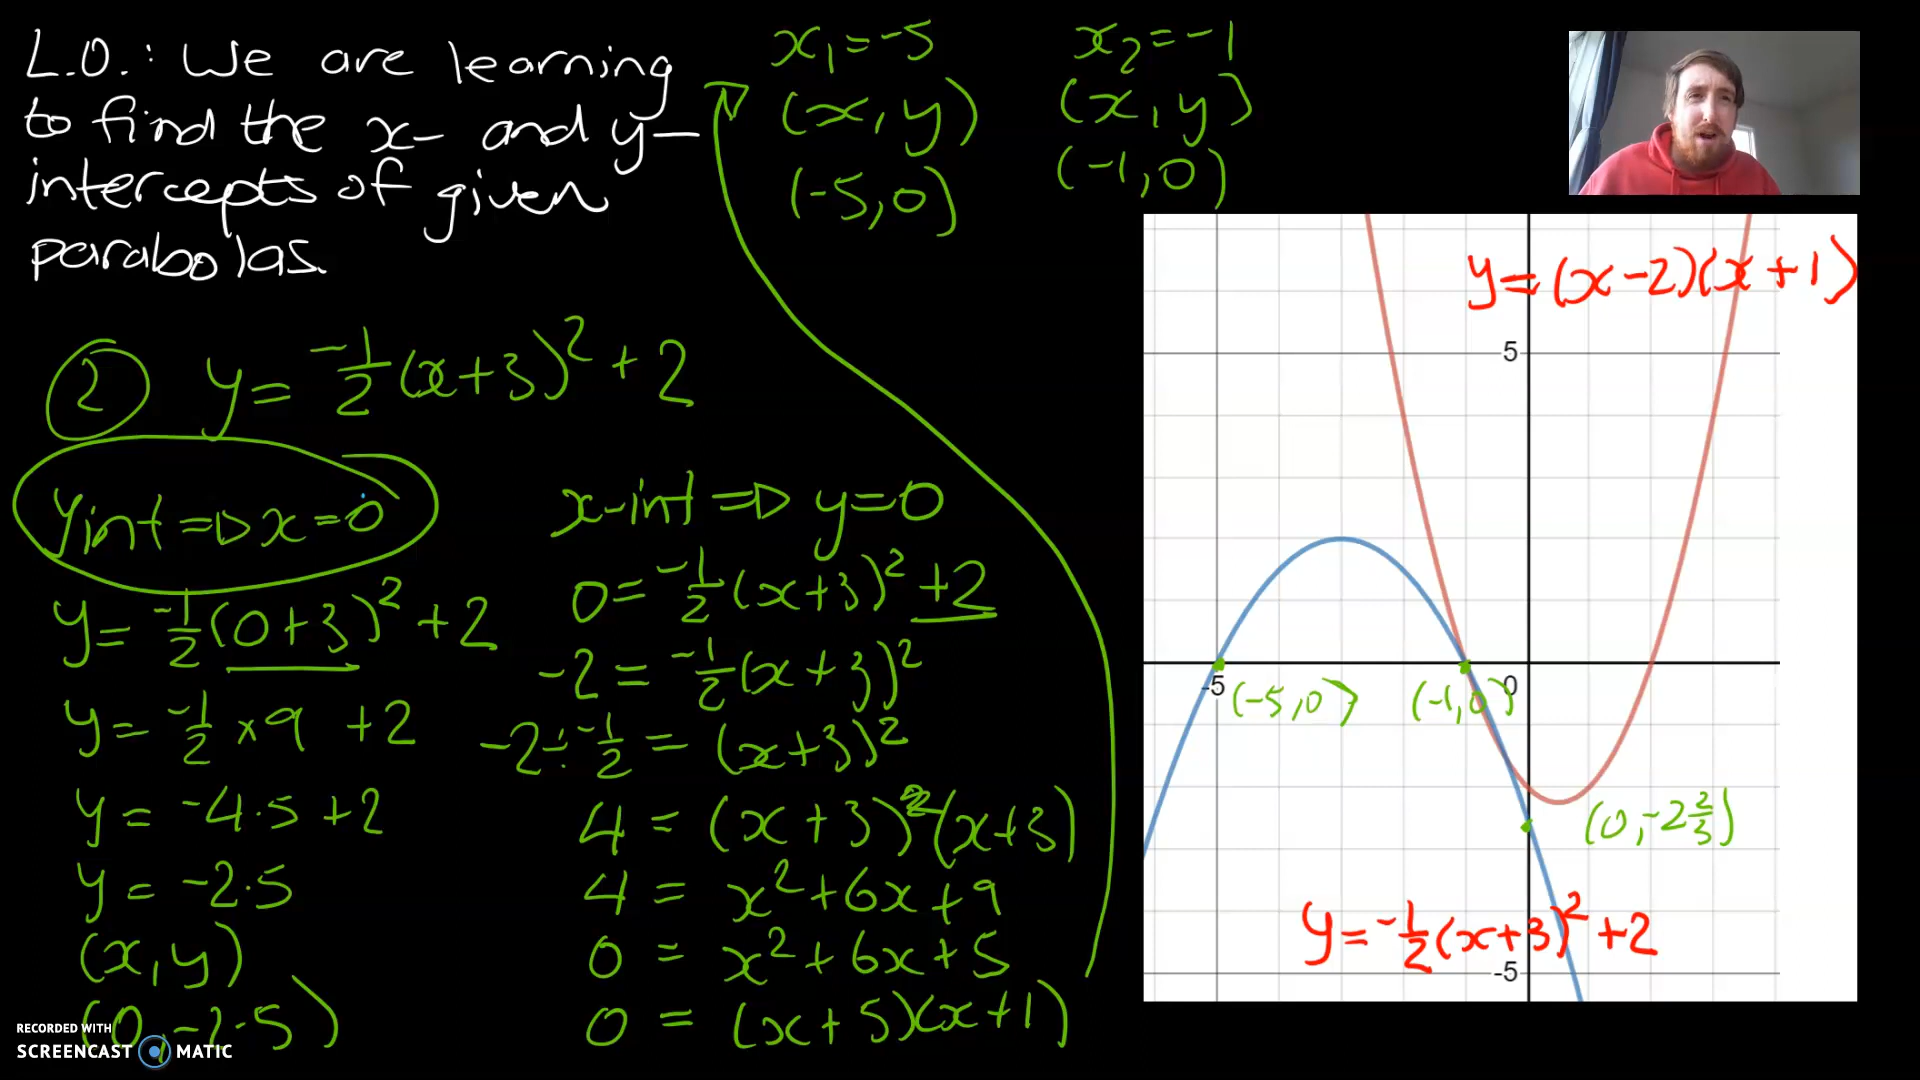 L.O.: We are learning
to find the x- and y-
intercepts of given
parabolas.
x₁=-5
(x,y)
(-5,0)
x₂=-1
(x,y)
(-1,0)
② y= -1/2(x+3)²+2
Yint ⇒ x=0
y= -1/2(0+3)²+2
y= -1/2×9 +2
y= -4.5+2
y= -2.5
(x,y)
(0,-2.5)
x-int ⇒ y=0
0= -1/2(x+3)²+2
-2 = -1/2(x+3)²
-2÷-1/2 = (x+3)²
4 = (x+3)²(x+3)
4 = x²+6x+9
0 = x²+6x+5
0 = (x+5)(x+1)
y=(x-2)(x+1)
5
-5
0
(-5,0)
(-1,0)
(0,-2 2/3)
y= -1/2(x+3)²+2
-5
RECORDED WITH
SCREENCAST MATIC